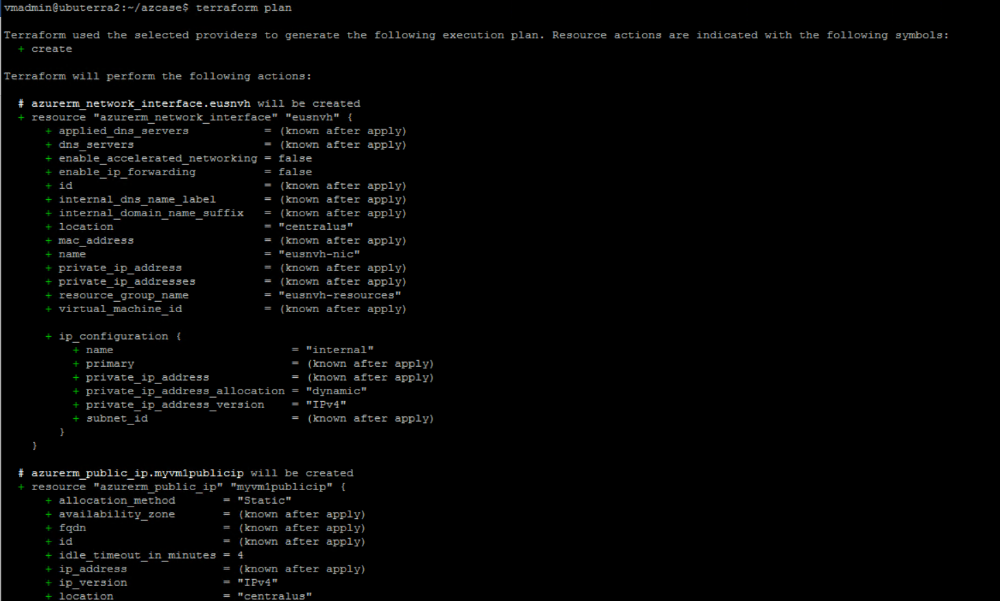 vmadmin@ubuterra2:~/azcase$ terraform plan
Terraform used the selected providers to generate the following execution plan. Resource actions are indicated with the following symbols:
  + create
Terraform will perform the following actions:
  # azurerm_network_interface.eusnvh will be created
  + resource "azurerm_network_interface" "eusnvh" {
      + applied_dns_servers           = (known after apply)
      + dns_servers                   = (known after apply)
      + enable_accelerated_networking = false
      + enable_ip_forwarding          = false
      + id                            = (known after apply)
      + internal_dns_name_label       = (known after apply)
      + internal_domain_name_suffix   = (known after apply)
      + location                      = "centralus"
      + mac_address                   = (known after apply)
      + name                          = "eusnvh-nic"
      + private_ip_address            = (known after apply)
      + private_ip_addresses          = (known after apply)
      + resource_group_name           = "eusnvh-resources"
      + virtual_machine_id            = (known after apply)
      + ip_configuration {
          + name                          = "internal"
          + primary                       = (known after apply)
          + private_ip_address            = (known after apply)
          + private_ip_address_allocation = "dynamic"
          + private_ip_address_version    = "IPv4"
          + subnet_id                     = (known after apply)
        }
    }
  # azurerm_public_ip.myvm1publicip will be created
  + resource "azurerm_public_ip" "myvm1publicip" {
      + allocation_method       = "Static"
      + availability_zone       = (known after apply)
      + fqdn                    = (known after apply)
      + id                      = (known after apply)
      + idle_timeout_in_minutes = 4
      + ip_address              = (known after apply)
      + ip_version              = "IPv4"
      + location                = "centralus"